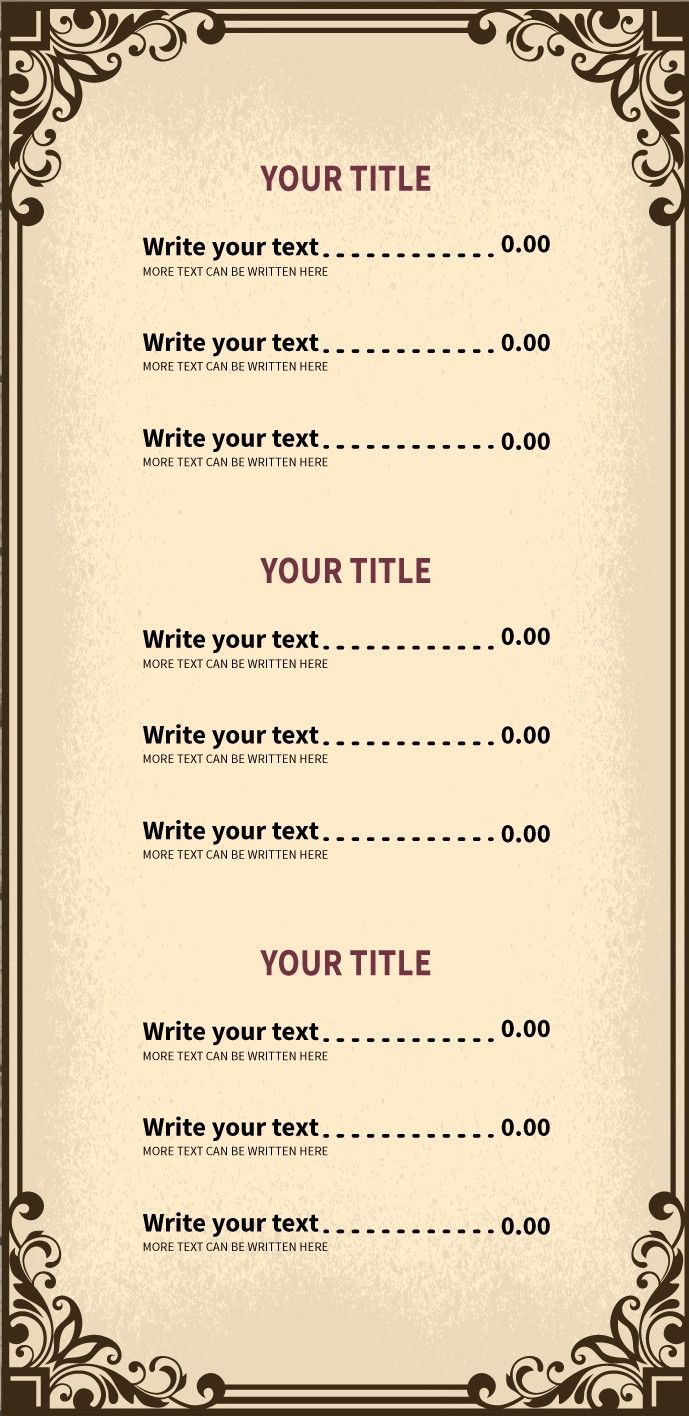 YOUR TITLE
Write your text............0.00
MORE TEXT CAN BE WRITTEN HERE
Write your text............0.00
MORE TEXT CAN BE WRITTEN HERE
Write your text............0.00
MORE TEXT CAN BE WRITTEN HERE
YOUR TITLE
Write your text............0.00
MORE TEXT CAN BE WRITTEN HERE
Write your text............0.00
MORE TEXT CAN BE WRITTEN HERE
Write your text............0.00
MORE TEXT CAN BE WRITTEN HERE
YOUR TITLE
Write your text............0.00
MORE TEXT CAN BE WRITTEN HERE
Write your text............0.00
MORE TEXT CAN BE WRITTEN HERE
Write your text............0.00
MORE TEXT CAN BE WRITTEN HERE